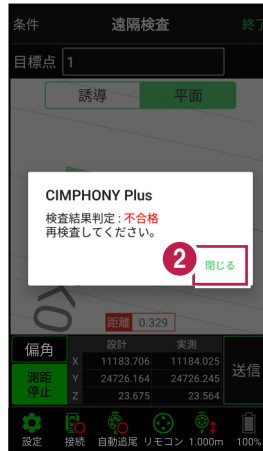 条件 遠隔検査 終了
目標点 1
誘導 平面
CIMPHONY Plus
検査結果判定 : 不合格
再検査してください。
2 閉じる
KO
距離 0.329
偏角 設計 実測
X 11183.706 11184.025
測距停止 Y 24726.164 24726.245 送信
Z 23.675 23.564
設定 接続 自動追尾 リモコン 1.000m 100%